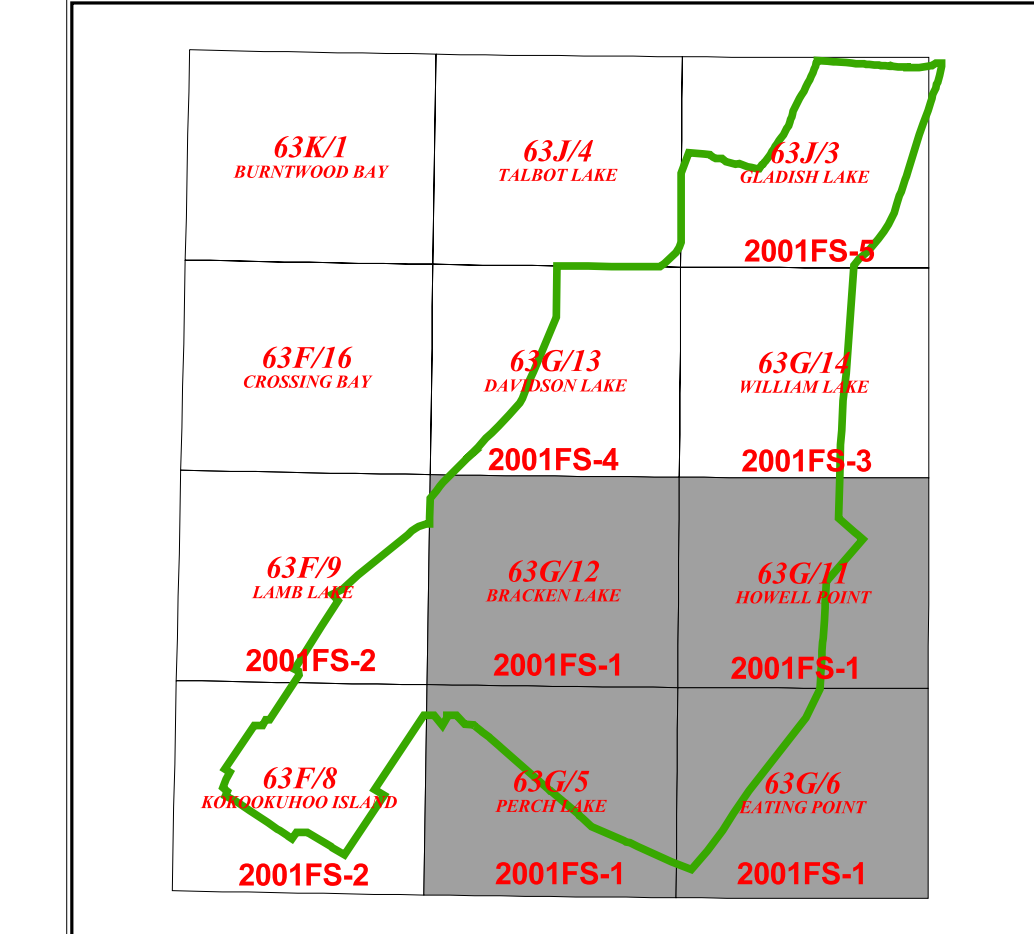 63K/1
BURNTWOOD BAY
63J/4
TALBOT LAKE
63J/3
GLADISH LAKE
2001FS-5
63F/16
CROSSING BAY
63G/13
DAVIDSON LAKE
2001FS-4
63G/14
WILLIAM LAKE
2001FS-3
63F/9
LAMB LAKE
2001FS-2
63G/12
BRACKEN LAKE
2001FS-1
63G/11
HOWELL POINT
2001FS-1
63F/8
KOKOOKUHOO ISLAND
2001FS-2
63G/5
PERCH LAKE
2001FS-1
63G/6
EATING POINT
2001FS-1